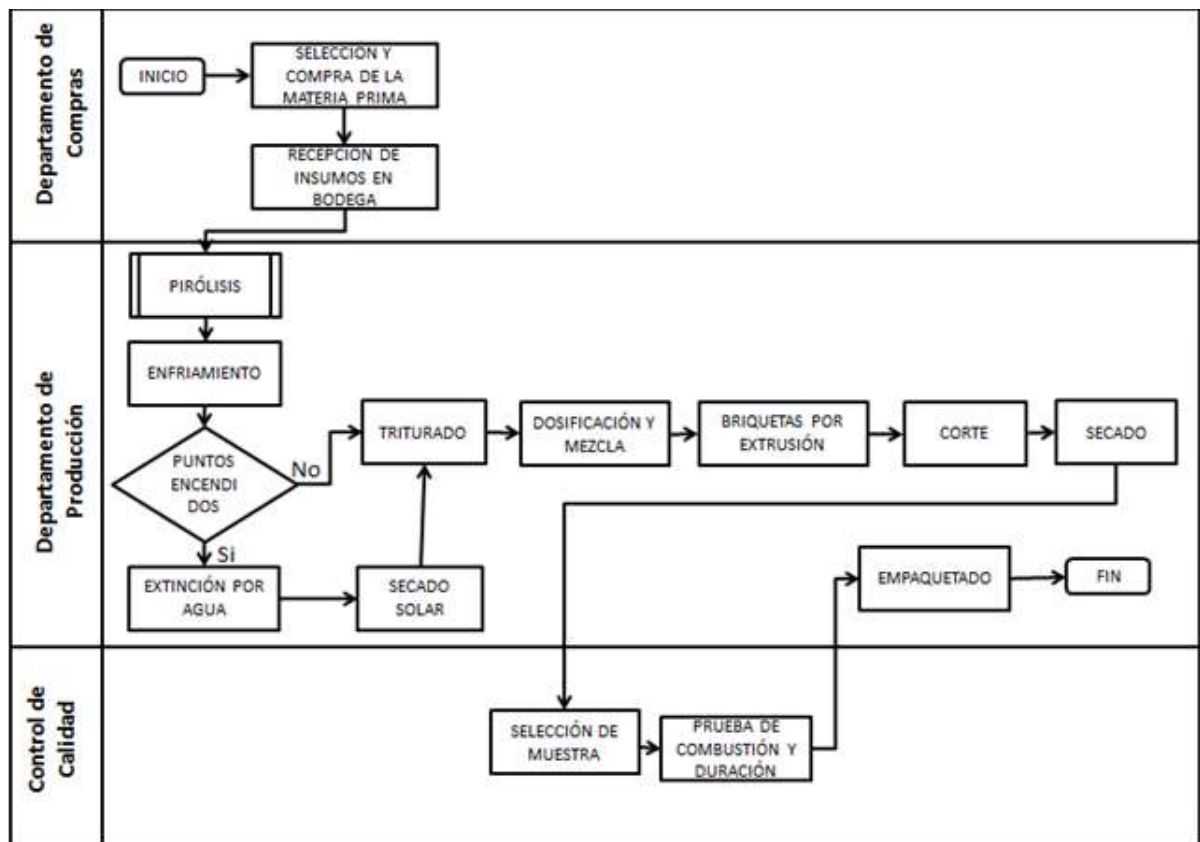 Departamento de
Compras
INICIO
SELECCION Y
COMPRA DE LA
MATERIA PRIMA
RECEPCION DE
INSUMOS EN
BODEGA
Departamento de
Producción
PIRÓLISIS
ENFRIAMIENTO
PUNTOS
ENCENDI
DOS
No
Si
EXTINCIÓN POR
AGUA
SECADO
SOLAR
TRITURADO
DOSIFICACIÓN Y
MEZCLA
BRIQUETAS POR
EXTRUSIÓN
CORTE
SECADO
EMPAQUETADO
FIN
Control de
Calidad
SELECCIÓN DE
MUESTRA
PRUEBA DE
COMBUSTIÓN Y
DURACIÓN